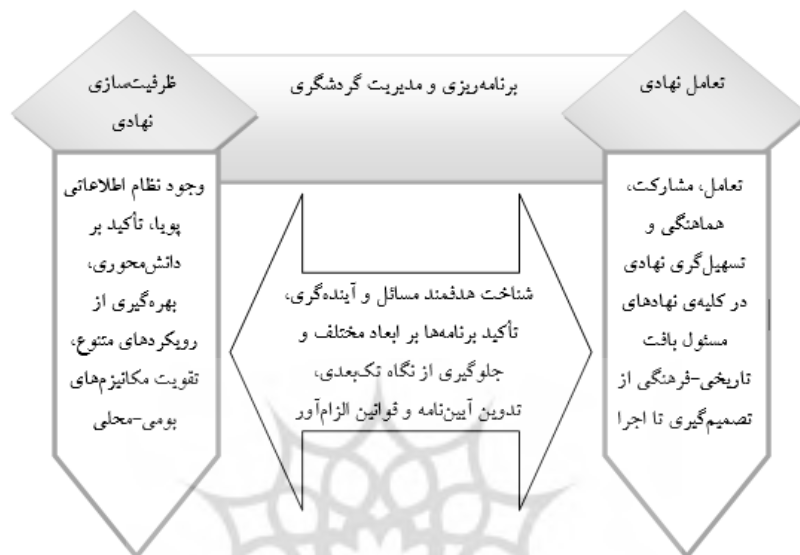 تعامل نهادی
برنامه‌ریزی و مدیریت گردشگری
ظرفیت‌سازی
نهادی
تعامل، مشارکت،
هماهنگی و
تسهیل‌گری نهادی
در کلیه‌ی نهادهای
مسئول بافت
تاریخی-فرهنگی از
تصمیم‌گیری تا اجرا
شناخت هدفمند مسائل و آینده‌گری،
تأکید برنامه‌ها بر ابعاد مختلف و
جلوگیری از نگاه تک‌بعدی،
تدوین آیین‌نامه و قوانین الزام‌آور
وجود نظام اطلاعاتی
پویا، تأکید بر
دانش‌محوری،
بهره‌گیری از
رویکردهای متنوع،
تقویت مکانیزم‌های
بومی-محلی